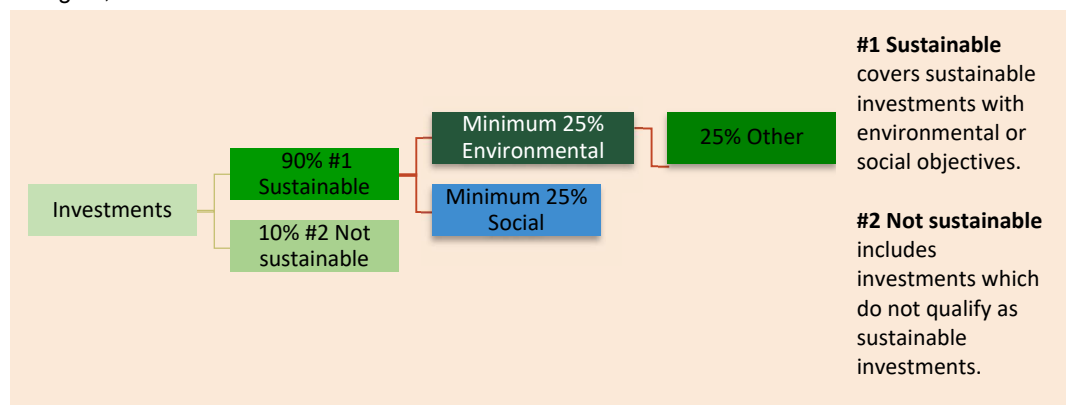 Investments
90% #1
Sustainable
10% #2 Not
sustainable
Minimum 25%
Environmental
Minimum 25%
Social
25% Other
#1 Sustainable
covers sustainable
investments with
environmental or
social objectives.
#2 Not sustainable
includes
investments which
do not qualify as
sustainable
investments.